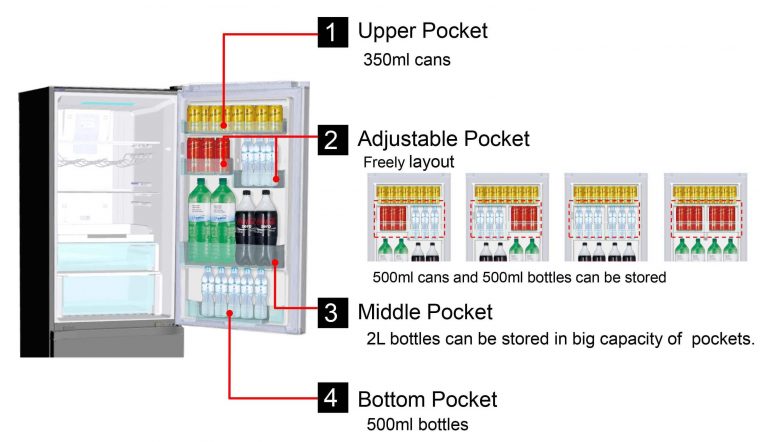 1 Upper Pocket
350ml cans
2 Adjustable Pocket
Freely layout
500ml cans and 500ml bottles can be stored
3 Middle Pocket
2L bottles can be stored in big capacity of pockets.
4 Bottom Pocket
500ml bottles